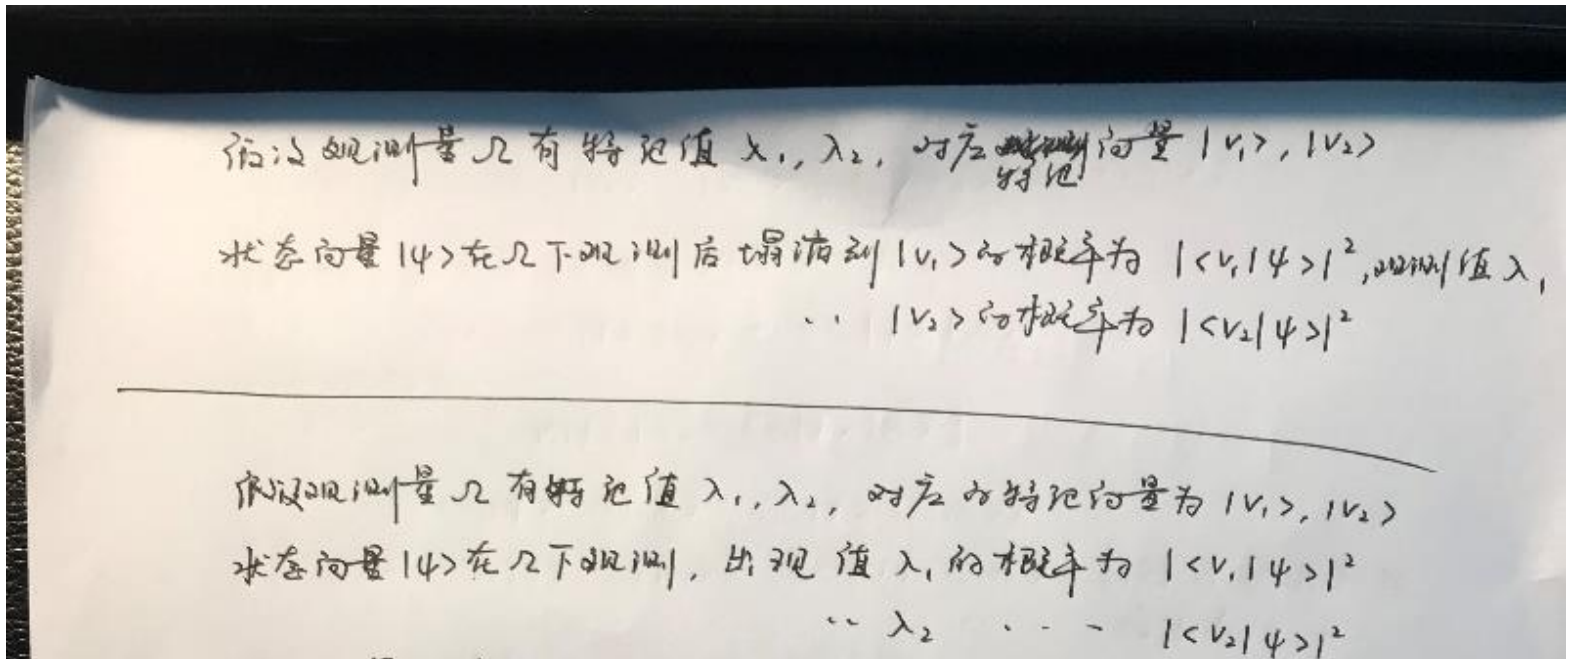 假设观测量Ω有特征值 λ₁, λ₂, 对应特征向量 |v₁>, |v₂>
状态向量|ψ>在Ω下观测后塌缩到|v₁>的概率为 |<v₁|ψ>|², 观测值λ₁
·· |v₂>的概率为 |<v₂|ψ>|²
假设观测量Ω有特征值 λ₁, λ₂, 对应的特征向量为 |v₁>, |v₂>
状态向量|ψ>在Ω下观测, 出现值λ₁的概率为 |<v₁|ψ>|²
·· λ₂ · · - |<v₂|ψ>|²